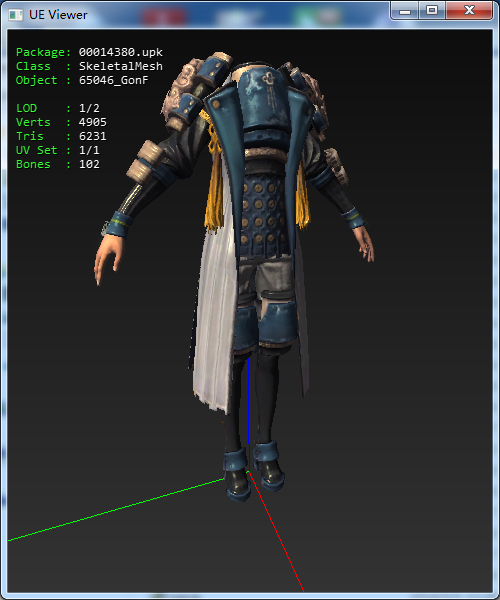 UE Viewer
Package: 00014380.upk
Class : SkeletalMesh
Object : 65046_GonF
LOD : 1/2
Verts : 4905
Tris : 6231
UV Set : 1/1
Bones : 102